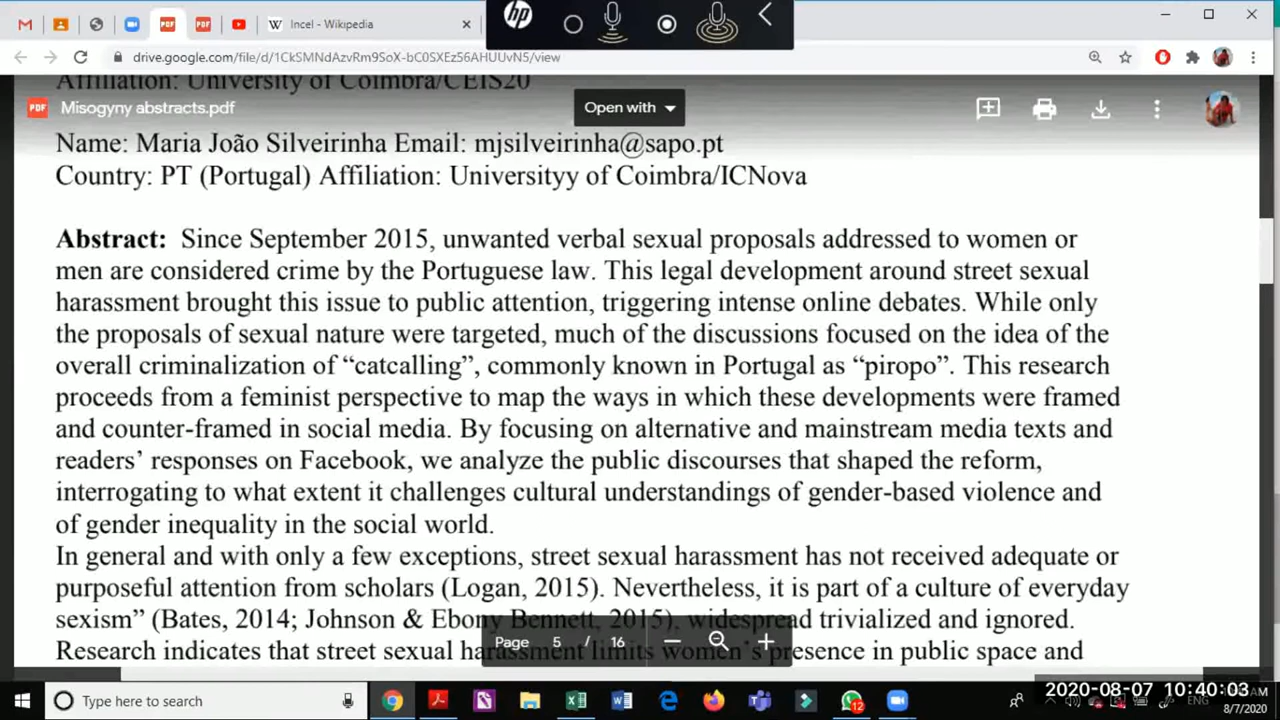 Incel - Wikipedia
hp
drive.google.com/file/d/1CkSMNdAzvRm9SoX-bC0SXEz56AHUUvN5/view
Affiliation: University of Coimbra/CEIS20
Misogyny abstracts.pdf
Open with
Name: Maria João Silveirinha Email: mjsilveirinha@sapo.pt
Country: PT (Portugal) Affiliation: Universityy of Coimbra/ICNova
Abstract: Since September 2015, unwanted verbal sexual proposals addressed to women or
men are considered crime by the Portuguese law. This legal development around street sexual
harassment brought this issue to public attention, triggering intense online debates. While only
the proposals of sexual nature were targeted, much of the discussions focused on the idea of the
overall criminalization of “catcalling”, commonly known in Portugal as “piropo”. This research
proceeds from a feminist perspective to map the ways in which these developments were framed
and counter-framed in social media. By focusing on alternative and mainstream media texts and
readers’ responses on Facebook, we analyze the public discourses that shaped the reform,
interrogating to what extent it challenges cultural understandings of gender-based violence and
of gender inequality in the social world.
In general and with only a few exceptions, street sexual harassment has not received adequate or
purposeful attention from scholars (Logan, 2015). Nevertheless, it is part of a culture of everyday
sexism” (Bates, 2014; Johnson & Ebony Bennett, 2015), widespread trivialized and ignored.
Page 5 / 16
Research indicates that street sexual harassment limits women’s presence in public space and
Type here to search
12
ENG
2020-08-07 10:40:03
8/7/2020